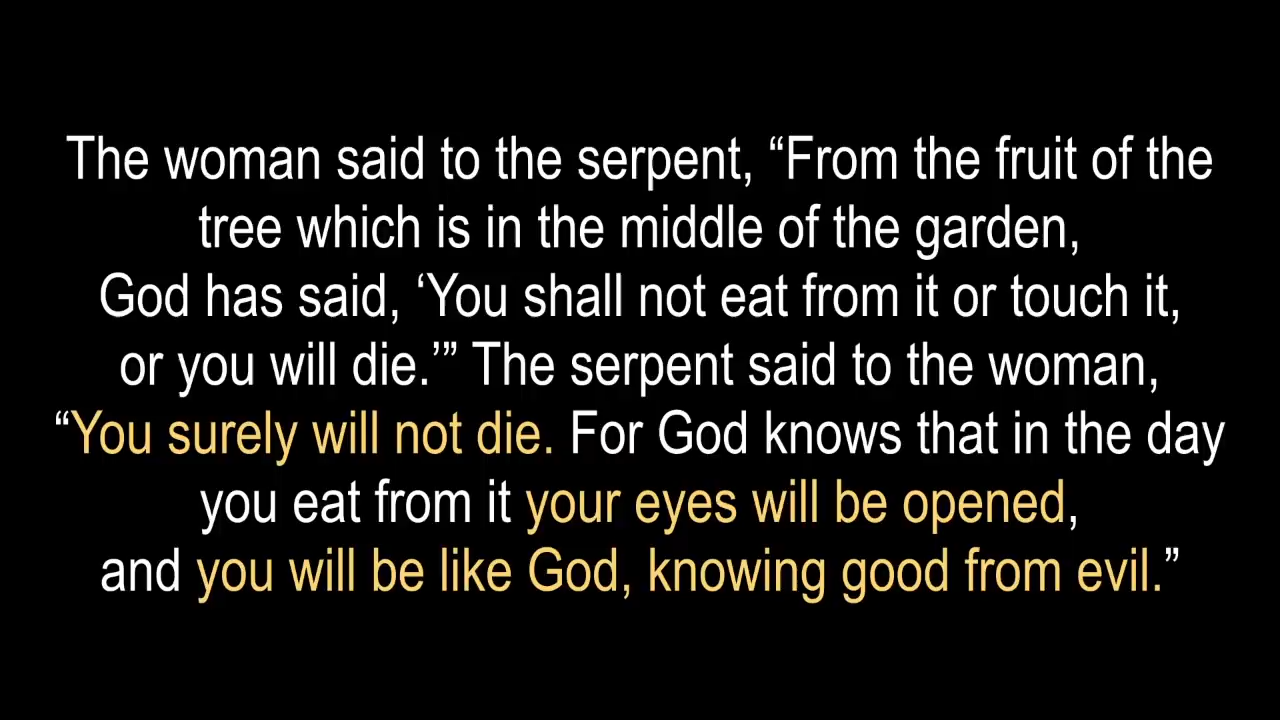 The woman said to the serpent, “From the fruit of the
tree which is in the middle of the garden,
God has said, ‘You shall not eat from it or touch it,
or you will die.’” The serpent said to the woman,
“You surely will not die. For God knows that in the day
you eat from it your eyes will be opened,
and you will be like God, knowing good from evil.”